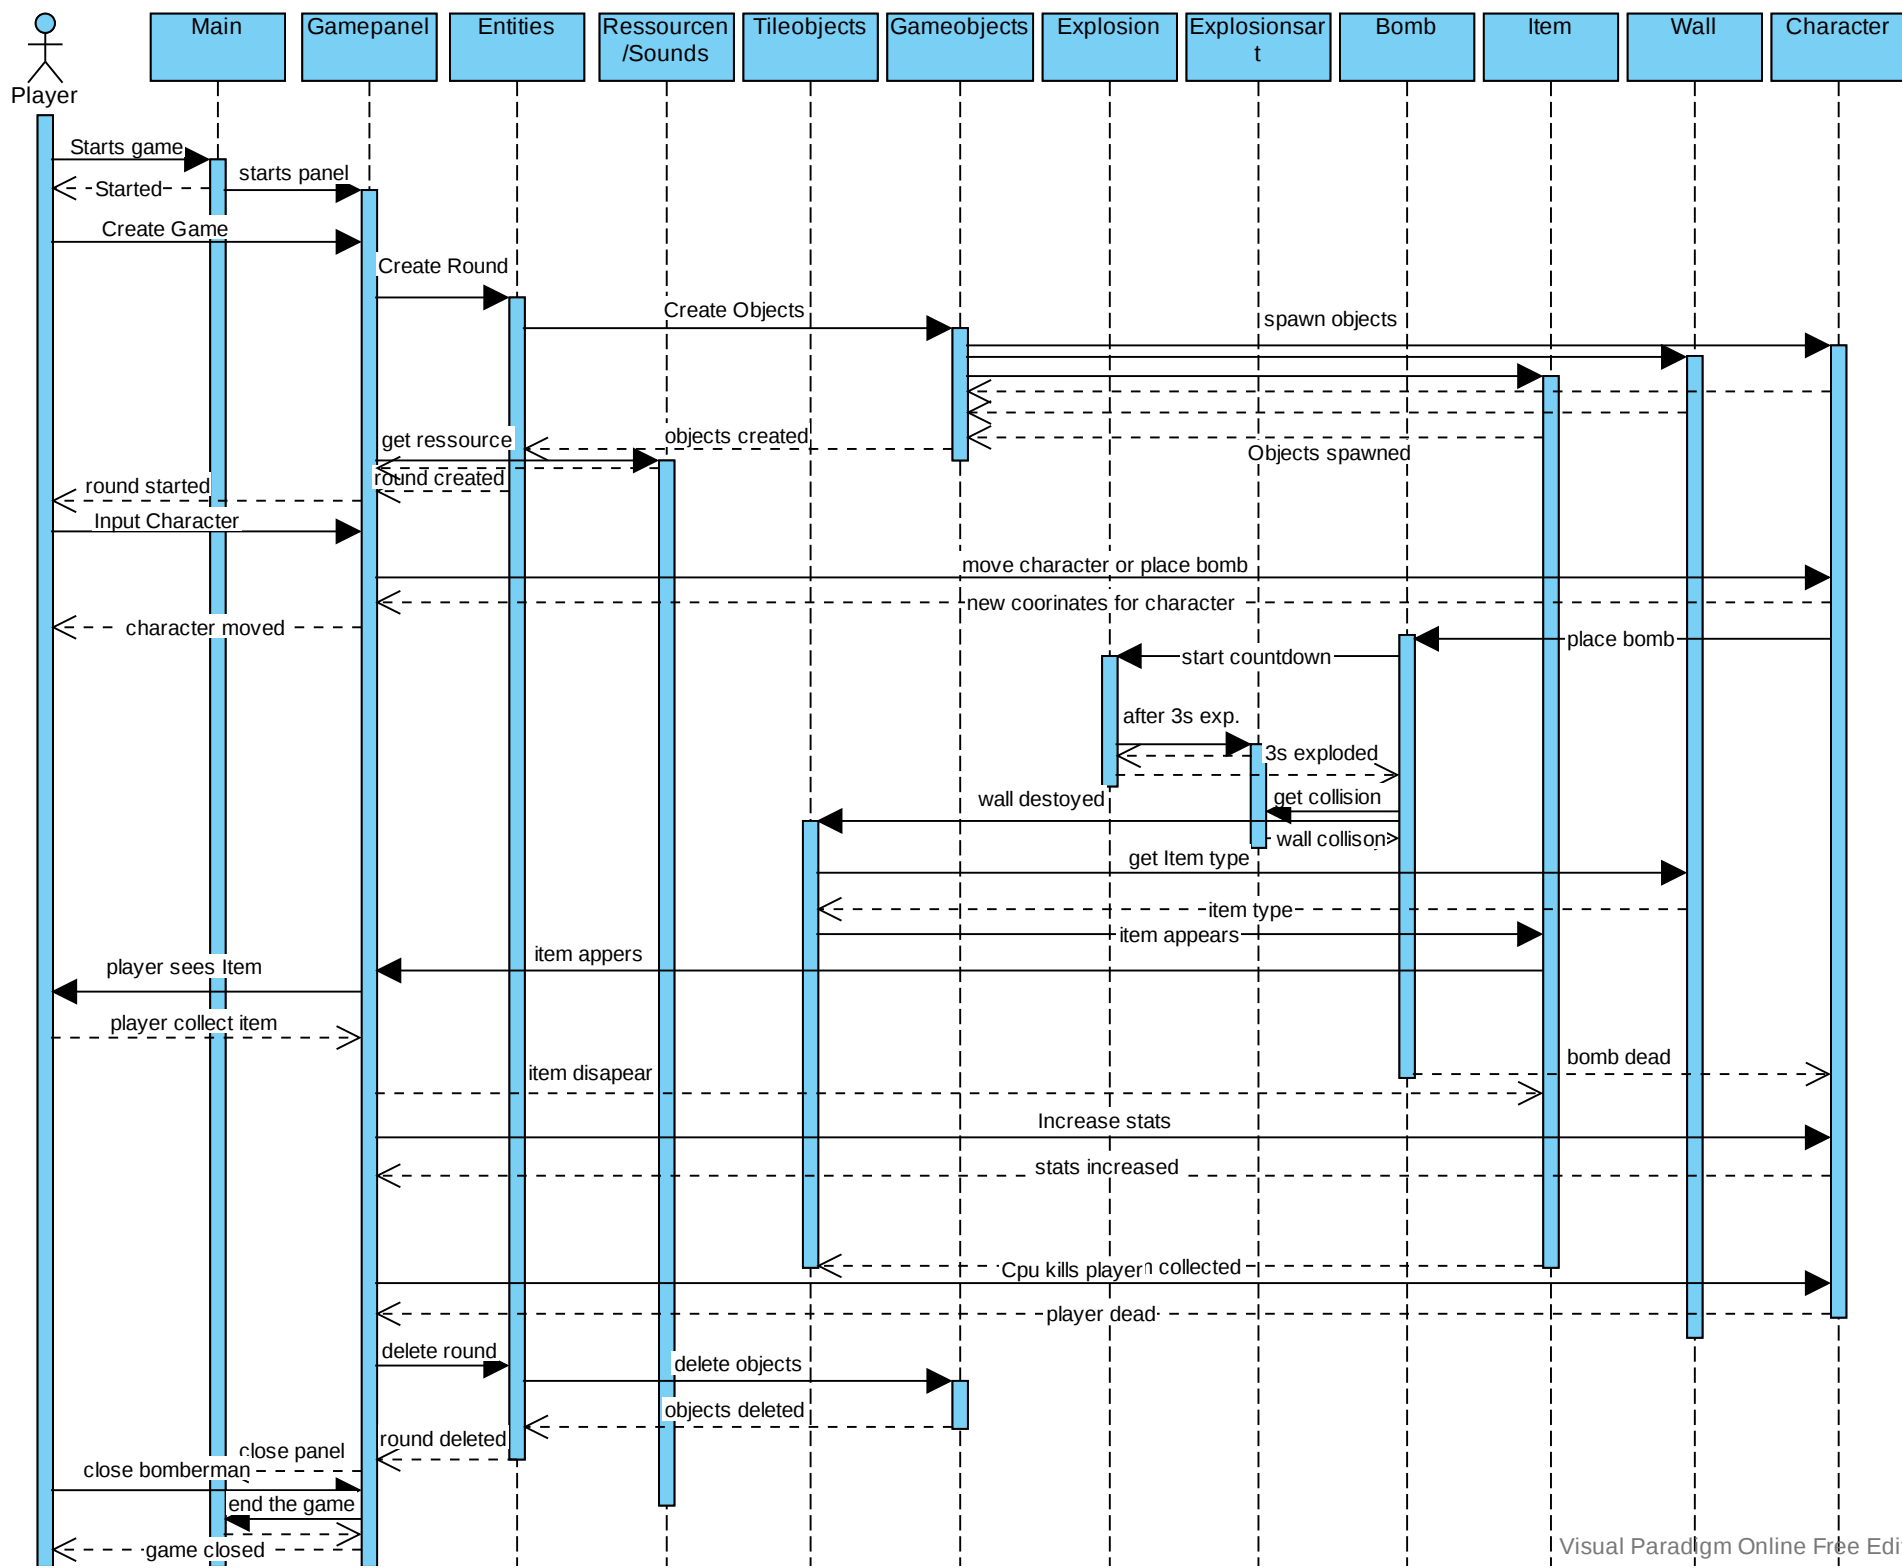 Main
Gamepanel
Entities
Ressourcen
/Sounds
Tileobjects
Gameobjects
Explosion
Explosionsar
t
Bomb
Item
Wall
Character
Player
Starts game
starts panel
Started
Create Game
Create Round
Create Objects
spawn objects
get ressource
objects created
Objects spawned
round created
round started
Input Character
move character or place bomb
new coorinates for character
character moved
place bomb
start countdown
after 3s exp.
3s exploded
get collision
wall destoyed
wall collison
get Item type
item type
item appears
item appers
player sees Item
player collect item
bomb dead
item disapear
Increase stats
stats increased
collected
Cpu kills player
player dead
delete round
delete objects
objects deleted
round deleted
close panel
close bomberman
end the game
game closed
Visual Paradigm Online Free Edi